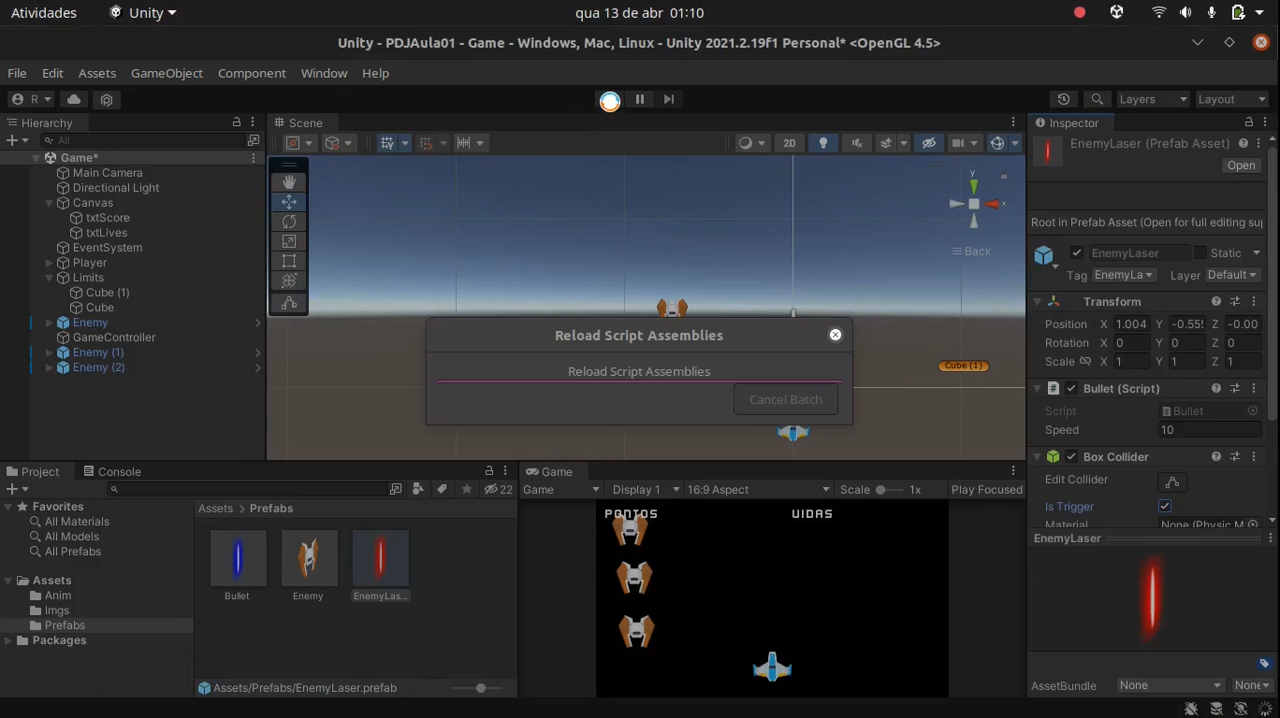 Atividades
Unity
qua 13 de abr 01:10
Unity - PDJAula01 - Game - Windows, Mac, Linux - Unity 2021.2.19f1 Personal* <OpenGL 4.5>
File Edit Assets GameObject Component Window Help
R
Layers
Layout
Hierarchy
All
Game*
Main Camera
Directional Light
Canvas
txtScore
txtLives
EventSystem
Player
Limits
Cube (1)
Cube
Enemy
GameController
Enemy (1)
Enemy (2)
Scene
2D
y
x
Back
Cube (1)
Reload Script Assemblies
Reload Script Assemblies
Cancel Batch
Inspector
EnemyLaser (Prefab Asset)
Open
Root in Prefab Asset (Open for full editing sup
EnemyLaser
Static
Tag EnemyLa Layer Default
Transform
Position X 1.004 Y -0.55! Z -0.00
Rotation X 0 Y 0 Z 0
Scale X 1 Y 1 Z 1
Bullet (Script)
Script Bullet
Speed 10
Box Collider
Edit Collider
Is Trigger
Material None (Physic M
EnemyLaser
AssetBundle None None
Project
Console
22
Favorites
All Materials
All Models
All Prefabs
Assets
Anim
Imgs
Prefabs
Packages
Assets > Prefabs
Bullet
Enemy
EnemyLas...
Assets/Prefabs/EnemyLaser.prefab
Game
Game Display 1 16:9 Aspect Scale 1x Play Focused
PONTOS
VIDAS